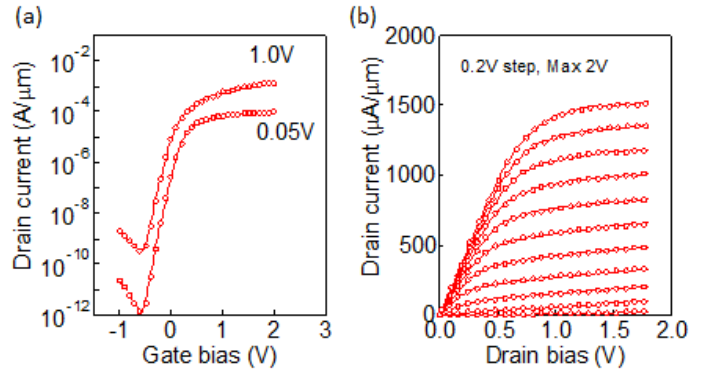 (a)
10⁻²
10⁻⁴
10⁻⁶
10⁻⁸
10⁻¹⁰
10⁻¹²
Drain current (A/μm)
1.0V
0.05V
-1 0 1 2 3
Gate bias (V)
(b)
2000
1500
1000
500
0
Drain current (μA/μm)
0.2V step, Max 2V
0.0 0.5 1.0 1.5 2.0
Drain bias (V)